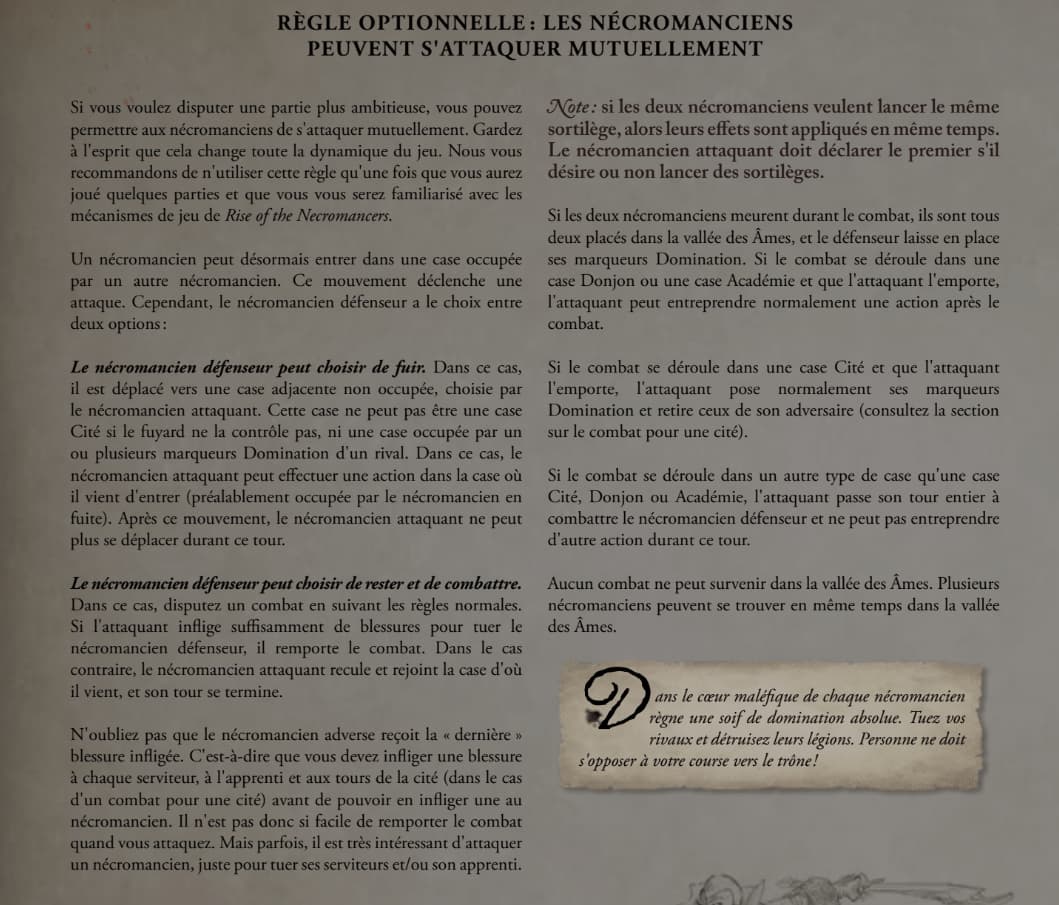 RÈGLE OPTIONNELLE : LES NÉCROMANCIENS
PEUVENT S'ATTAQUER MUTUELLEMENT
Si vous voulez disputer une partie plus ambitieuse, vous pouvez
permettre aux nécromanciens de s'attaquer mutuellement. Gardez
à l'esprit que cela change toute la dynamique du jeu. Nous vous
recommandons de n'utiliser cette règle qu'une fois que vous aurez
joué quelques parties et que vous vous serez familiarisé avec les
mécanismes de jeu de Rise of the Necromancers.
Un nécromancien peut désormais entrer dans une case occupée
par un autre nécromancien. Ce mouvement déclenche une
attaque. Cependant, le nécromancien défenseur a le choix entre
deux options :
Le nécromancien défenseur peut choisir de fuir. Dans ce cas,
il est déplacé vers une case adjacente non occupée, choisie par
le nécromancien attaquant. Cette case ne peut pas être une case
Cité si le fuyard ne la contrôle pas, ni une case occupée par un
ou plusieurs marqueurs Domination d'un rival. Dans ce cas, le
nécromancien attaquant peut effectuer une action dans la case où
il vient d'entrer (préalablement occupée par le nécromancien en
fuite). Après ce mouvement, le nécromancien attaquant ne peut
plus se déplacer durant ce tour.
Le nécromancien défenseur peut choisir de rester et de combattre.
Dans ce cas, disputez un combat en suivant les règles normales.
Si l'attaquant inflige suffisamment de blessures pour tuer le
nécromancien défenseur, il remporte le combat. Dans le cas
contraire, le nécromancien attaquant recule et rejoint la case d'où
il vient, et son tour se termine.
N'oubliez pas que le nécromancien adverse reçoit la « dernière »
blessure infligée. C'est-à-dire que vous devez infliger une blessure
à chaque serviteur, à l'apprenti et aux tours de la cité (dans le cas
d'un combat pour une cité) avant de pouvoir en infliger une au
nécromancien. Il n'est pas donc si facile de remporter le combat
quand vous attaquez. Mais parfois, il est très intéressant d'attaquer
un nécromancien, juste pour tuer ses serviteurs et/ou son apprenti.
Note : si les deux nécromanciens veulent lancer le même
sortilège, alors leurs effets sont appliqués en même temps.
Le nécromancien attaquant doit déclarer le premier s'il
désire ou non lancer des sortilèges.
Si les deux nécromanciens meurent durant le combat, ils sont tous
deux placés dans la vallée des Âmes, et le défenseur laisse en place
ses marqueurs Domination. Si le combat se déroule dans une
case Donjon ou une case Académie et que l'attaquant l'emporte,
l'attaquant peut entreprendre normalement une action après le
combat.
Si le combat se déroule dans une case Cité et que l'attaquant
l'emporte, l'attaquant pose normalement ses marqueurs
Domination et retire ceux de son adversaire (consultez la section
sur le combat pour une cité).
Si le combat se déroule dans un autre type de case qu'une case
Cité, Donjon ou Académie, l'attaquant passe son tour entier à
combattre le nécromancien défenseur et ne peut pas entreprendre
d'autre action durant ce tour.
Aucun combat ne peut survenir dans la vallée des Âmes. Plusieurs
nécromanciens peuvent se trouver en même temps dans la vallée
des Âmes.
Dans le cœur maléfique de chaque nécromancien
règne une soif de domination absolue. Tuez vos
rivaux et détruisez leurs légions. Personne ne doit
s'opposer à votre course vers le trône !